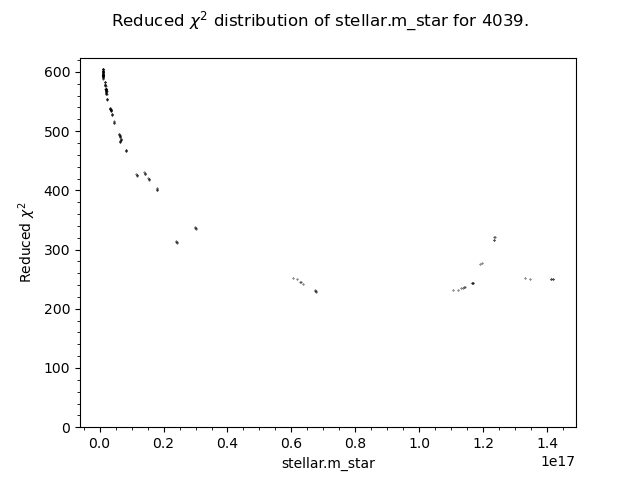 Reduced χ² distribution of stellar.m_star for 4039.
600
500
400
300
200
100
0
Reduced χ²
0.0 0.2 0.4 0.6 0.8 1.0 1.2 1.4
1e17
stellar.m_star